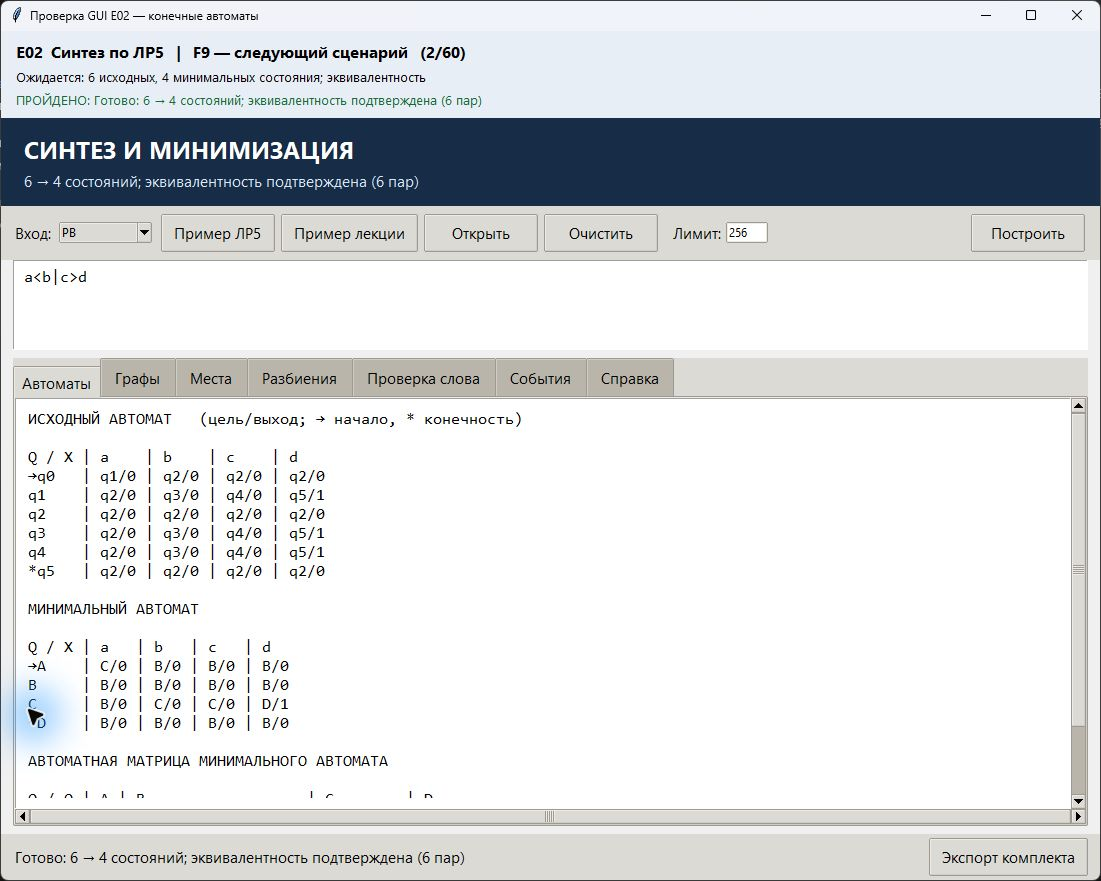 Проверка GUI E02 — конечные автоматы
E02 Синтез по ЛР5 | F9 — следующий сценарий (2/60)
Ожидается: 6 исходных, 4 минимальных состояния; эквивалентность
ПРОЙДЕНО: Готово: 6 → 4 состояний; эквивалентность подтверждена (6 пар)
СИНТЕЗ И МИНИМИЗАЦИЯ
6 → 4 состояний; эквивалентность подтверждена (6 пар)
Вход: РВ Пример ЛР5 Пример лекции Открыть Очистить Лимит: 256 Построить
a<b|c>d
Автоматы Графы Места Разбиения Проверка слова События Справка
ИСХОДНЫЙ АВТОМАТ (цель/выход; → начало, * конечность)
Q / X | a | b | c | d
→q0 | q1/0 | q2/0 | q2/0 | q2/0
q1 | q2/0 | q3/0 | q4/0 | q5/1
q2 | q2/0 | q2/0 | q2/0 | q2/0
q3 | q2/0 | q3/0 | q4/0 | q5/1
q4 | q2/0 | q3/0 | q4/0 | q5/1
*q5 | q2/0 | q2/0 | q2/0 | q2/0
МИНИМАЛЬНЫЙ АВТОМАТ
Q / X | a | b | c | d
→A | C/0 | B/0 | B/0 | B/0
B | B/0 | B/0 | B/0 | B/0
C | B/0 | C/0 | C/0 | D/1
D | B/0 | B/0 | B/0 | B/0
АВТОМАТНАЯ МАТРИЦА МИНИМАЛЬНОГО АВТОМАТА
Q / Q | A | B | C | D
Готово: 6 → 4 состояний; эквивалентность подтверждена (6 пар)
Экспорт комплекта